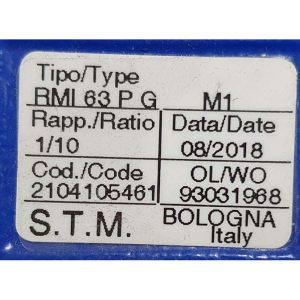 Tipo/Type
RMI 63 P G M1
Rapp./Ratio Data/Date
1/10 08/2018
Cod./Code OL/WO
2104105461 93031968
S.T.M. BOLOGNA
Italy